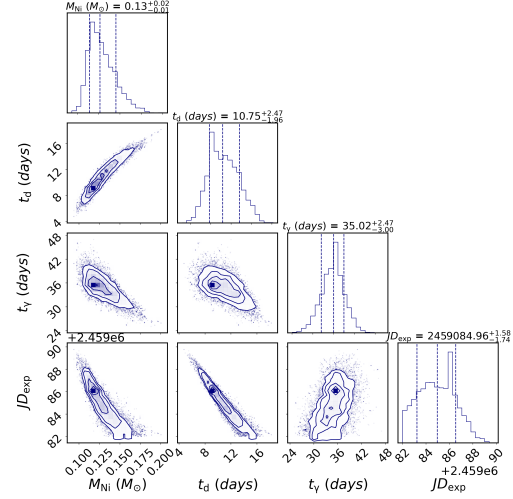 M_Ni (M_⊙) = 0.13^{+0.02}_{-0.01}
t_d (days) = 10.75^{+2.47}_{-1.96}
t_d (days)
16
12
8
4
t_γ (days) = 35.02^{+2.47}_{-3.00}
t_γ (days)
48
42
36
30
24
+2.459e6
JD_exp = 2459084.96^{+1.58}_{-1.74}
JD_exp
90
88
86
84
82
0.100
0.125
0.150
0.175
0.200
M_Ni (M_⊙)
4
8
12
16
t_d (days)
24
30
36
42
48
t_γ (days)
82
84
86
88
90
+2.459e6
JD_exp